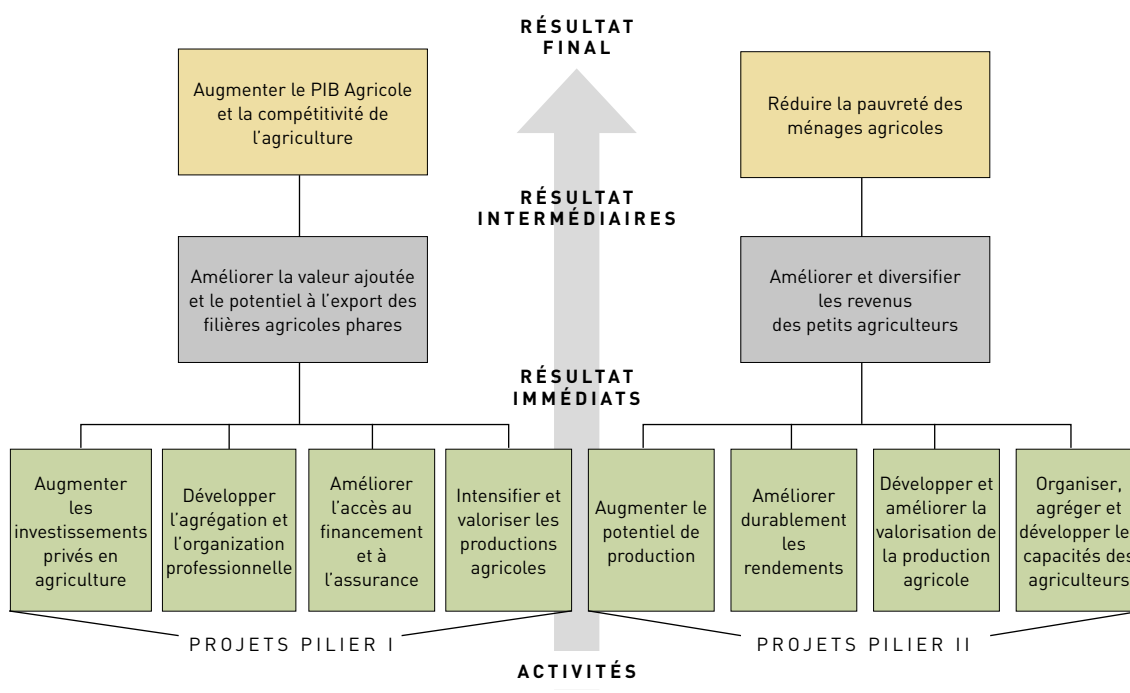 RÉSULTAT
FINAL
Augmenter le PIB Agricole
et la compétitivité de
l'agriculture
Réduire la pauvreté des
ménages agricoles
RÉSULTAT
INTERMÉDIAIRES
Améliorer la valeur ajoutée
et le potentiel à l'export des
filières agricoles phares
Améliorer et diversifier
les revenus
des petits agriculteurs
RÉSULTAT
IMMÉDIATS
Augmenter
les
investissements
privés en
agriculture
Développer
l'agrégation et
l'organization
professionnelle
Améliorer
l'accès au
financement
et à
l'assurance
Intensifier et
valoriser les
productions
agricoles
Augmenter le
potentiel de
production
Améliorer
durablement
les
rendements
Développer et
améliorer la
valorisation de
la production
agricole
Organiser,
agréger et
développer les
capacités des
agriculteurs
PROJETS PILIER I
PROJETS PILIER II
ACTIVITÉS